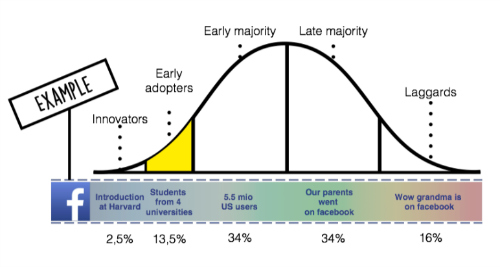 Early majority
Late majority
EXAMPLE
Early
adopters
Laggards
Innovators
f
Introduction
at Harvard
Students
from 4
universities
5.5 mio
US users
Our parents
went
on facebook
Wow grandma is
on facebook
2,5%
13,5%
34%
34%
16%